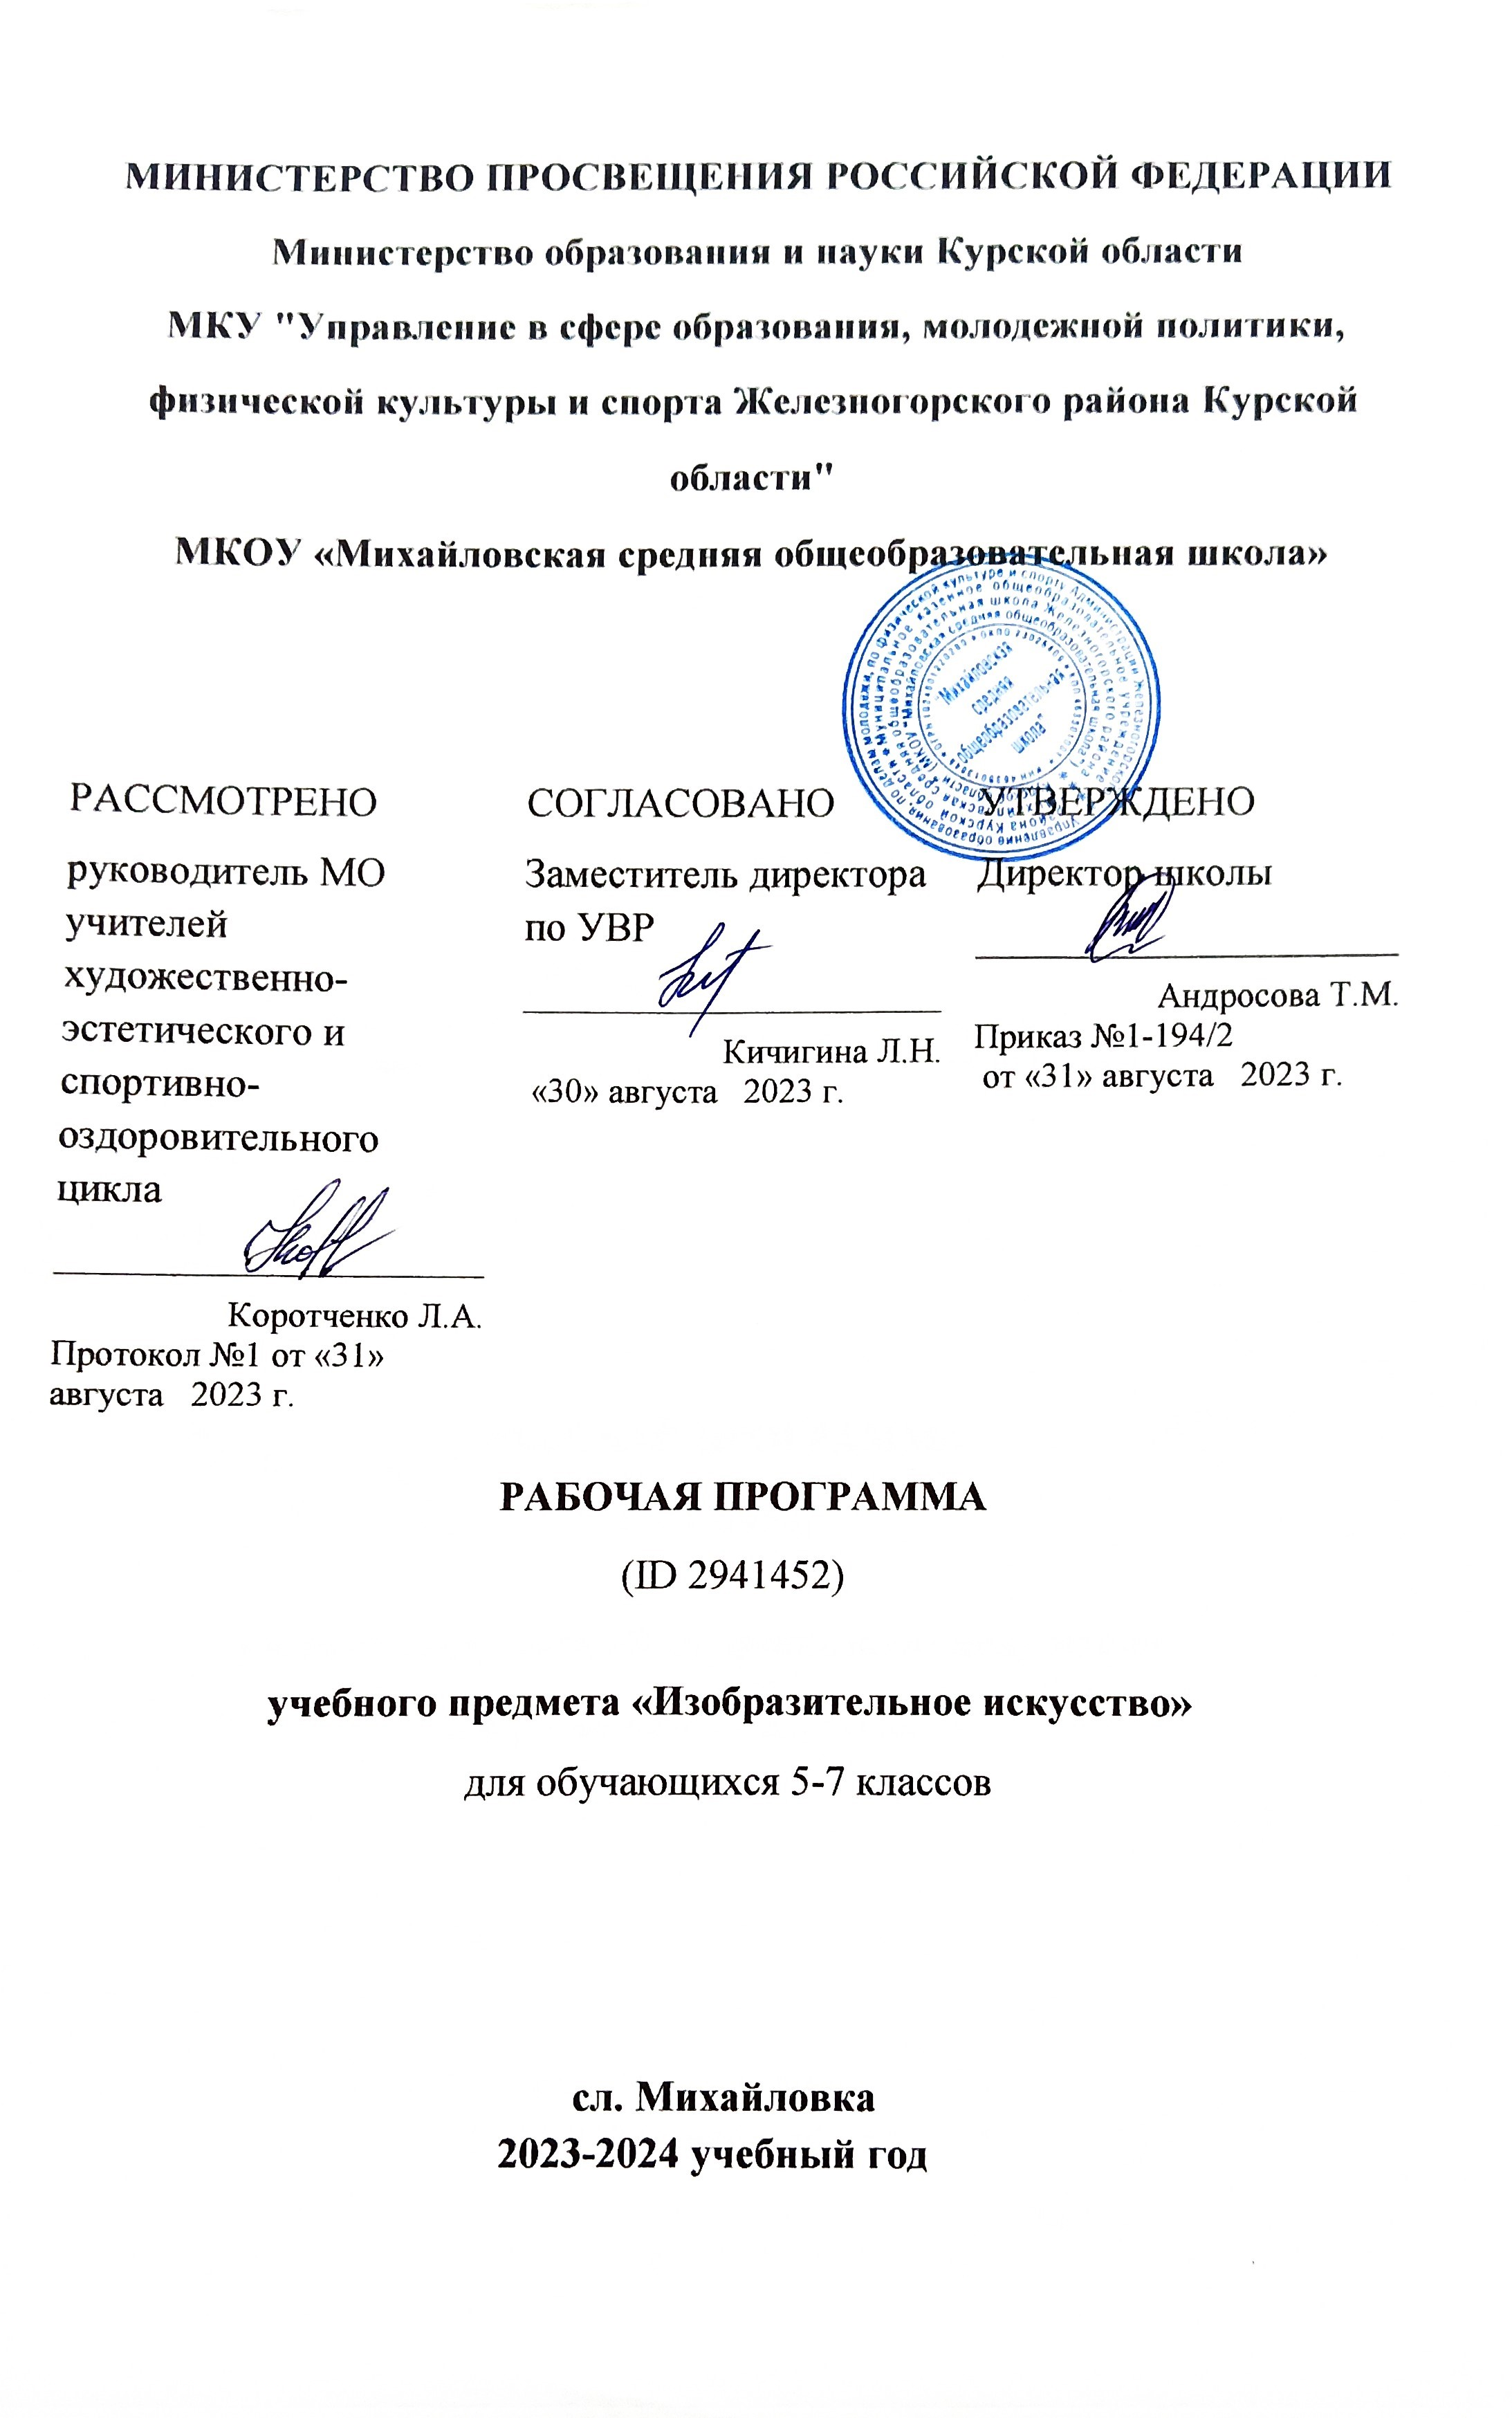 МИНИСТЕРСТВО ПРОСВЕЩЕНИЯ РОССИЙСКОЙ ФЕДЕРАЦИИ
Министерство образования и науки Курской области
МКУ "Управление в сфере образования, молодежной политики,
физической культуры и спорта Железногорского района Курской
области"
МКОУ «Михайловская средняя общеобразовательная школа»
"Михайловская
средняя
общеобразовательная
школа"
РАССМОТРЕНО
руководитель МО
учителей
художественно-
эстетического и
спортивно-
оздоровительного
цикла
Коротченко Л.А.
Протокол №1 от «31»
августа 2023 г.
СОГЛАСОВАНО
Заместитель директора
по УВР
Кичигина Л.Н.
«30» августа 2023 г.
УТВЕРЖДЕНО
Директор школы
Андросова Т.М.
Приказ №1-194/2
от «31» августа 2023 г.
РАБОЧАЯ ПРОГРАММА
(ID 2941452)
учебного предмета «Изобразительное искусство»
для обучающихся 5-7 классов
сл. Михайловка
2023-2024 учебный год